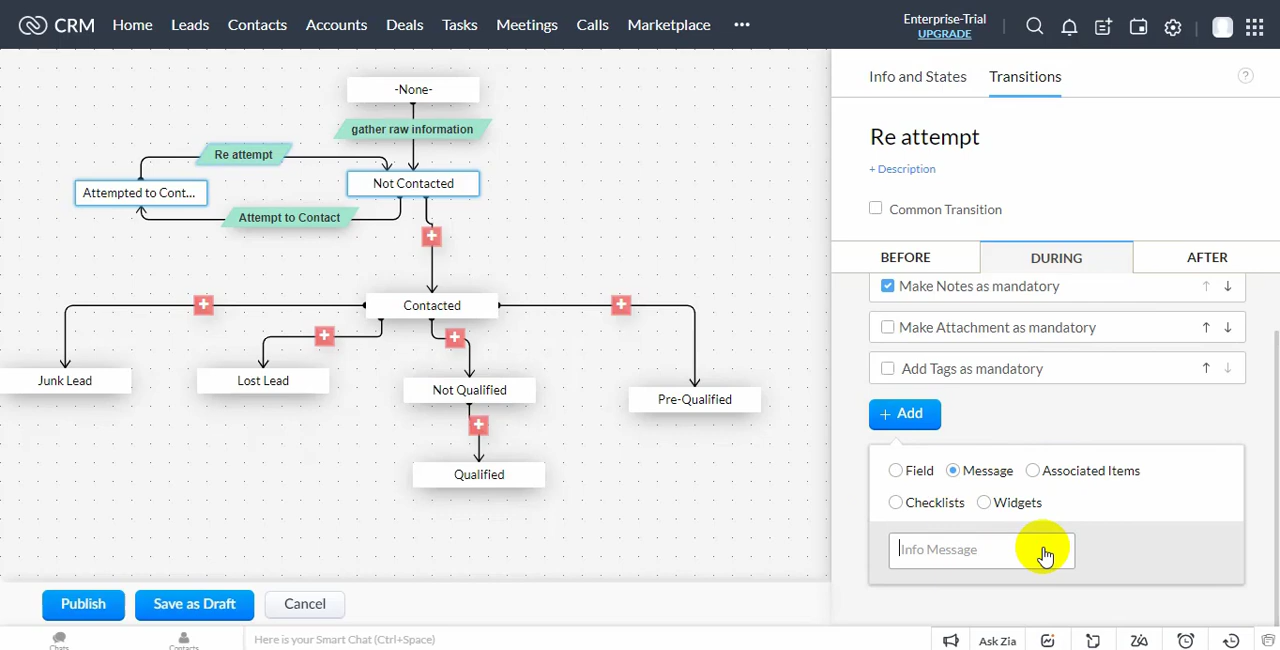 CRM Home Leads Contacts Accounts Deals Tasks Meetings Calls Marketplace ••• Enterprise-Trial
UPGRADE
Info and States Transitions ?
-None-
gather raw information
Re attempt
Not Contacted
Attempted to Cont...
Attempt to Contact
Contacted
Junk Lead
Lost Lead
Not Qualified
Pre-Qualified
Qualified
Re attempt
+ Description
Common Transition
BEFORE DURING AFTER
Make Notes as mandatory
Make Attachment as mandatory
Add Tags as mandatory
+ Add
Field Message Associated Items
Checklists Widgets
Info Message
Publish Save as Draft Cancel
Chats Contacts Here is your Smart Chat (Ctrl+Space) Ask Zia